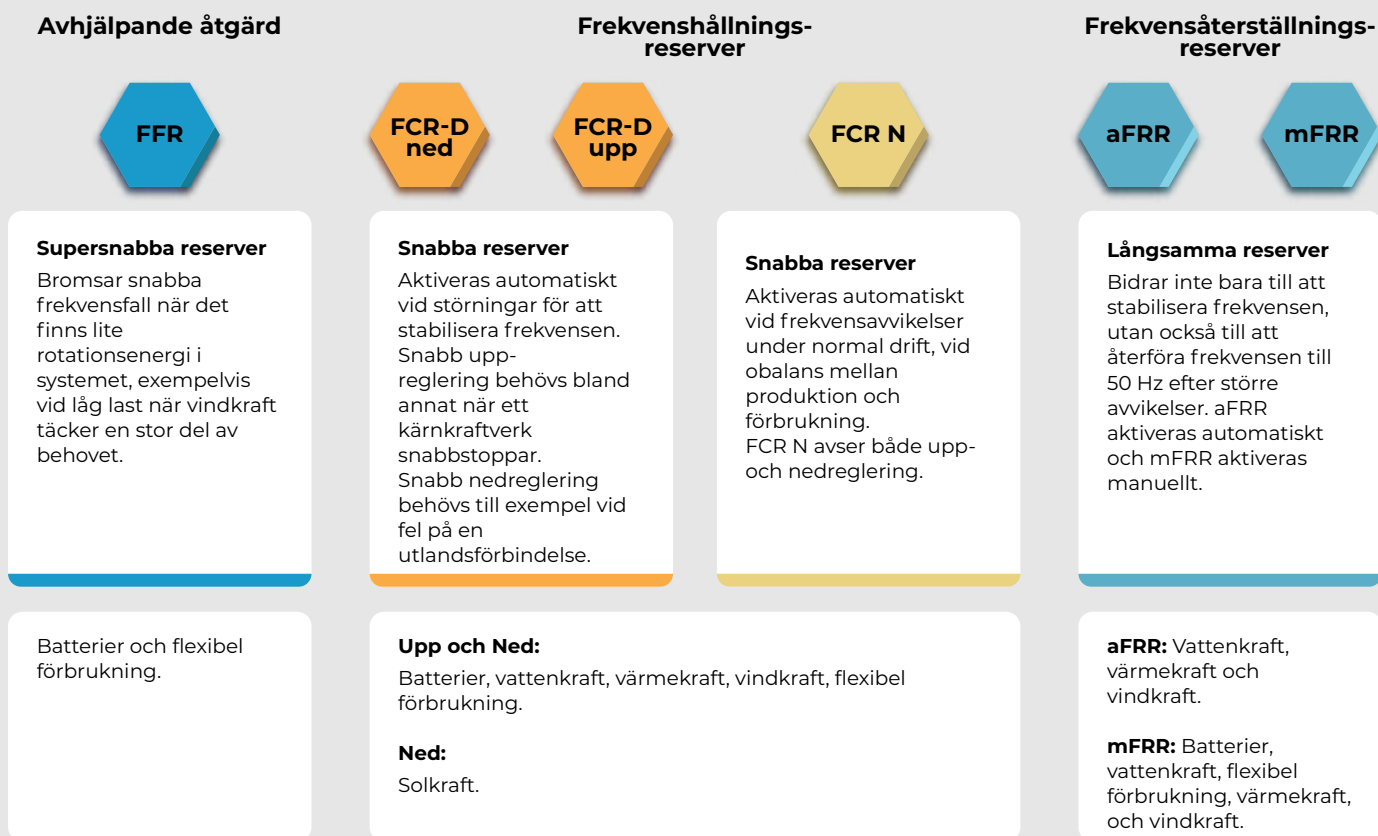 Avhjälpande åtgärd
Frekvenshållnings-
reserver
Frekvensåterställnings-
reserver
FFR
FCR-D
ned
FCR-D
upp
FCR N
aFRR
mFRR
Supersnabba reserver
Bromsar snabba
frekvensfall när det
finns lite
rotationsenergi i
systemet, exempelvis
vid låg last när vindkraft
täcker en stor del av
behovet.
Snabba reserver
Aktiveras automatiskt
vid störningar för att
stabilisera frekvensen.
Snabb upp-
reglering behövs bland
annat när ett
kärnkraftverk
snabbstoppar.
Snabb nedreglering
behövs till exempel vid
fel på en
utlandsförbindelse.
Snabba reserver
Aktiveras automatiskt
vid frekvensavvikelser
under normal drift, vid
obalans mellan
produktion och
förbrukning.
FCR N avser både upp-
och nedreglering.
Långsamma reserver
Bidrar inte bara till att
stabilisera frekvensen,
utan också till att
återföra frekvensen till
50 Hz efter större
avvikelser. aFRR
aktiveras automatiskt
och mFRR aktiveras
manuellt.
Batterier och flexibel
förbrukning.
Upp och Ned:
Batterier, vattenkraft, värmekraft, vindkraft, flexibel
förbrukning.
Ned:
Solkraft.
aFRR: Vattenkraft,
värmekraft och
vindkraft.
mFRR: Batterier,
vattenkraft, flexibel
förbrukning, värmekraft,
och vindkraft.